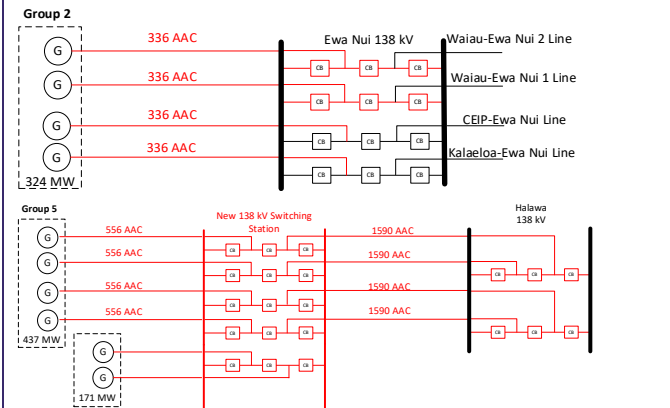 Group 2
G
G
G
G
324 MW
336 AAC
336 AAC
336 AAC
336 AAC
Ewa Nui 138 kV
CB CB CB
CB CB CB
CB CB CB
CB CB CB
Waiau-Ewa Nui 2 Line
Waiau-Ewa Nui 1 Line
CEIP-Ewa Nui Line
Kalaeloa-Ewa Nui Line
Group 5
G
G
G
G
437 MW
G
G
171 MW
556 AAC
556 AAC
556 AAC
556 AAC
New 138 kV Switching
Station
CB CB CB
CB CB CB
CB CB CB
CB CB CB
CB CB CB
1590 AAC
1590 AAC
1590 AAC
1590 AAC
Halawa
138 kV
CB CB CB
CB CB CB